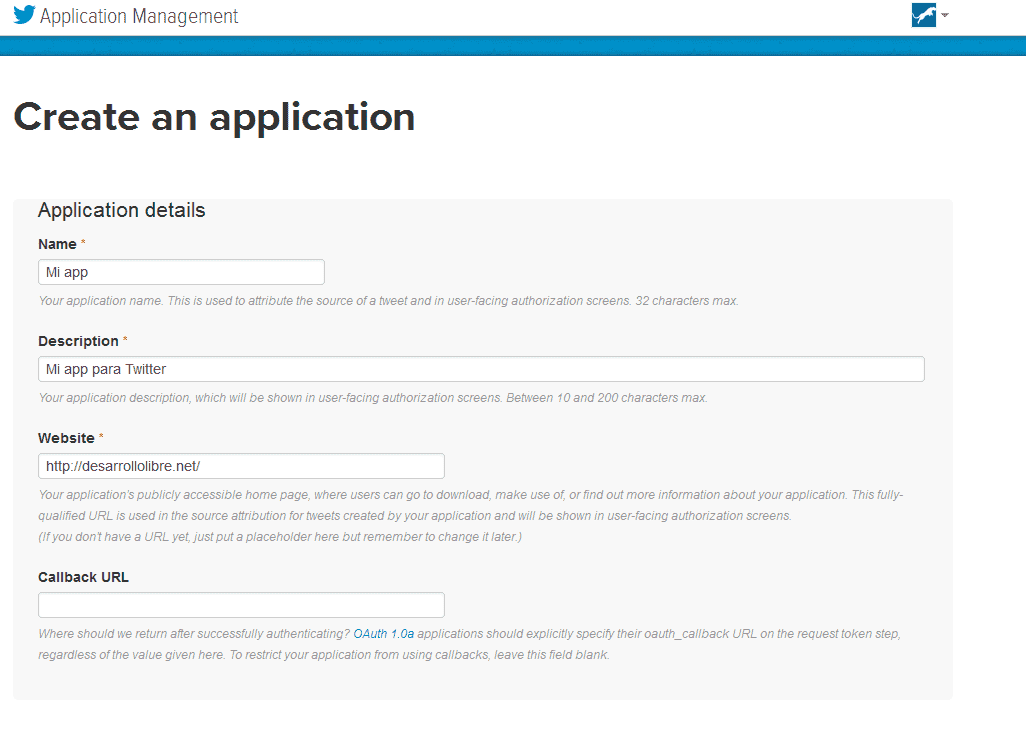 Application Management
Create an application
Application details
Name *
Mi app
Your application name. This is used to attribute the source of a tweet and in user-facing authorization screens. 32 characters max.
Description *
Mi app para Twitter
Your application description, which will be shown in user-facing authorization screens. Between 10 and 200 characters max.
Website *
http://desarrollolibre.net/
Your application's publicly accessible home page, where users can go to download, make use of, or find out more information about your application. This fully-
qualified URL is used in the source attribution for tweets created by your application and will be shown in user-facing authorization screens.
(If you don't have a URL yet, just put a placeholder here but remember to change it later.)
Callback URL
Where should we return after successfully authenticating? OAuth 1.0a applications should explicitly specify their oauth_callback URL on the request token step,
regardless of the value given here. To restrict your application from using callbacks, leave this field blank.